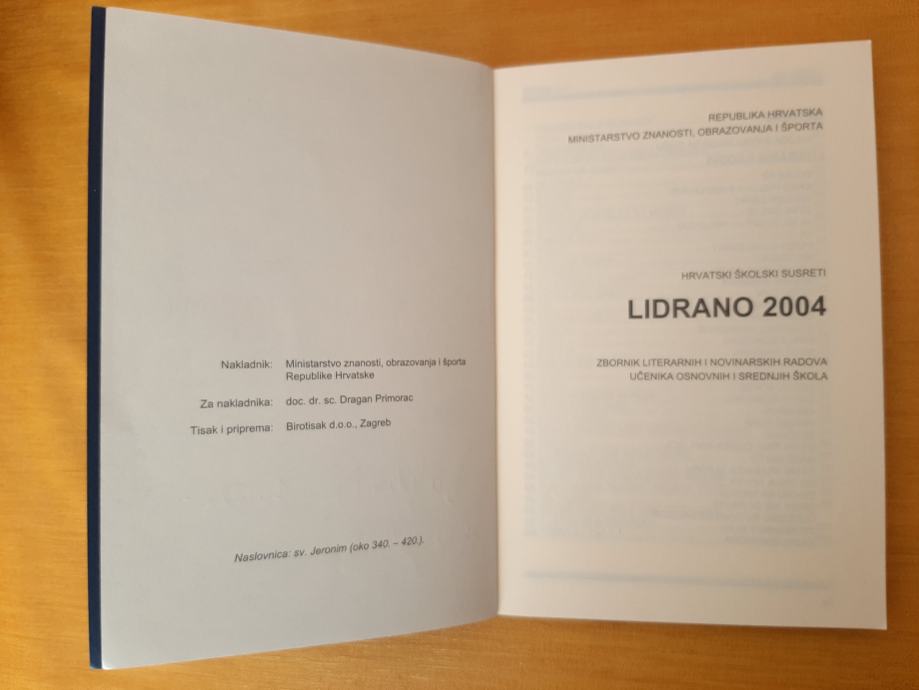 Nakladnik: Ministarstvo znanosti, obrazovanja i športa
Republike Hrvatske
Za nakladnika: doc. dr. sc. Dragan Primorac
Tisak i priprema: Birotisak d.o.o., Zagreb
Naslovnica: sv. Jeronim (oko 340. – 420.).
REPUBLIKA HRVATSKA
MINISTARSTVO ZNANOSTI, OBRAZOVANJA I ŠPORTA
HRVATSKI ŠKOLSKI SUSRETI
LIDRANO 2004
ZBORNIK LITERARNIH I NOVINARSKIH RADOVA
UČENIKA OSNOVNIH I SREDNJIH ŠKOLA